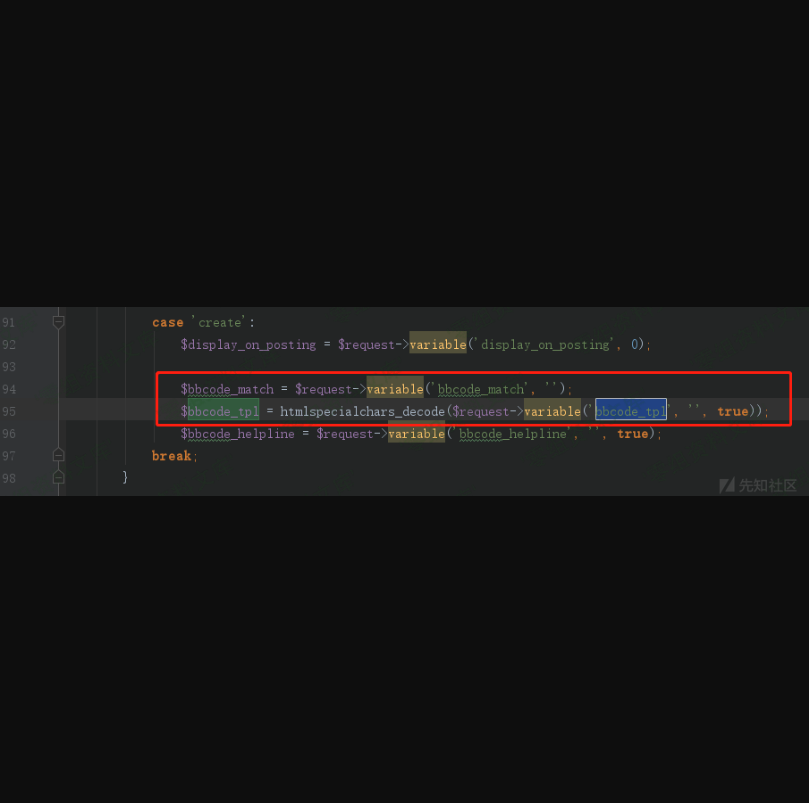 91 case 'create':
92 $display_on_posting = $request->variable('display_on_posting', 0);
93
94 $bbcode_match = $request->variable('bbcode_match', '');
95 $bbcode_tpl = htmlspecialchars_decode($request->variable('bbcode_tpl', '', true));
96 $bbcode_helpline = $request->variable('bbcode_helpline', '', true);
97 break;
98 }
先知社区